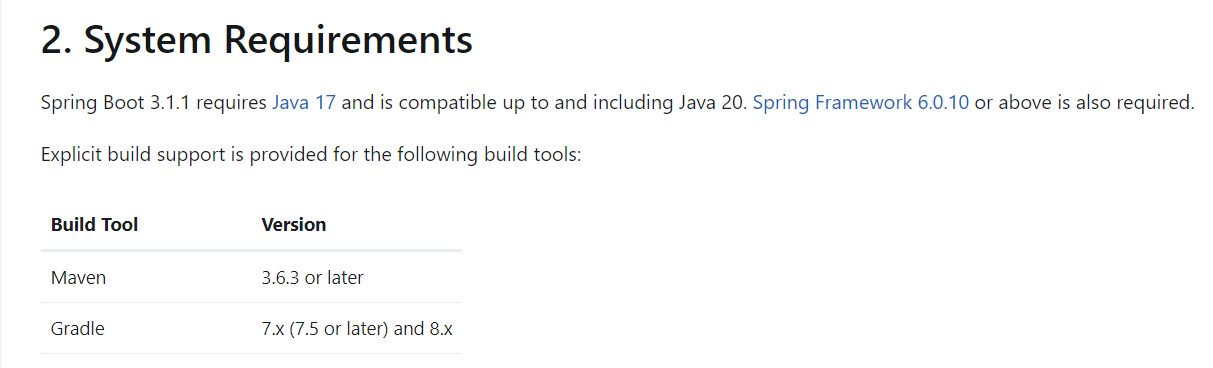 2. System Requirements
Spring Boot 3.1.1 requires Java 17 and is compatible up to and including Java 20. Spring Framework 6.0.10 or above is also required.
Explicit build support is provided for the following build tools:
Build Tool Version
Maven 3.6.3 or later
Gradle 7.x (7.5 or later) and 8.x